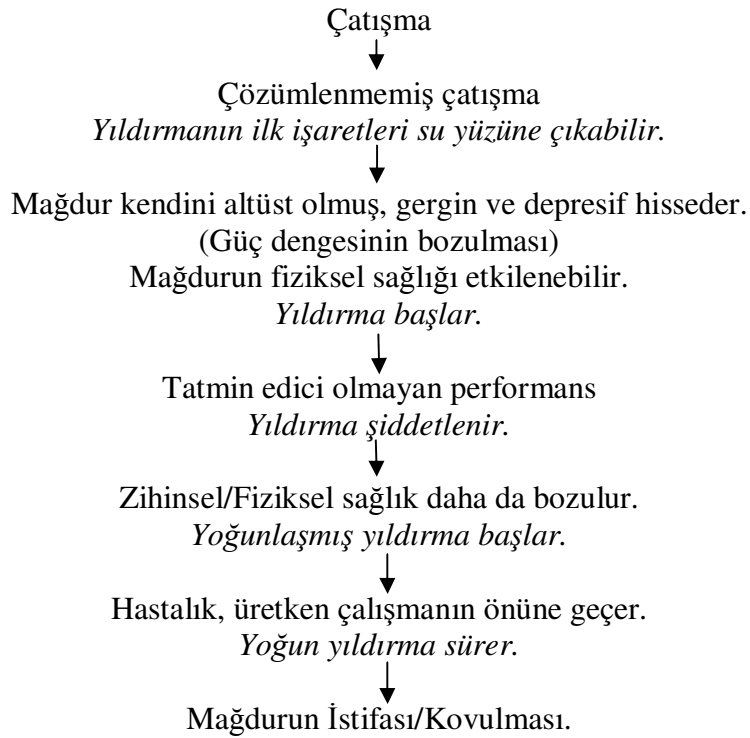 Çatışma
Çözümlenmemiş çatışma
Yıldırmanın ilk işaretleri su yüzüne çıkabilir.
Mağdur kendini altüst olmuş, gergin ve depresif hisseder.
(Güç dengesinin bozulması)
Mağdurun fiziksel sağlığı etkilenebilir.
Yıldırma başlar.
Tatmin edici olmayan performans
Yıldırma şiddetlenir.
Zihinsel/Fiziksel sağlık daha da bozulur.
Yoğunlaşmış yıldırma başlar.
Hastalık, üretken çalışmanın önüne geçer.
Yoğun yıldırma sürer.
Mağdurun İstifası/Kovulması.